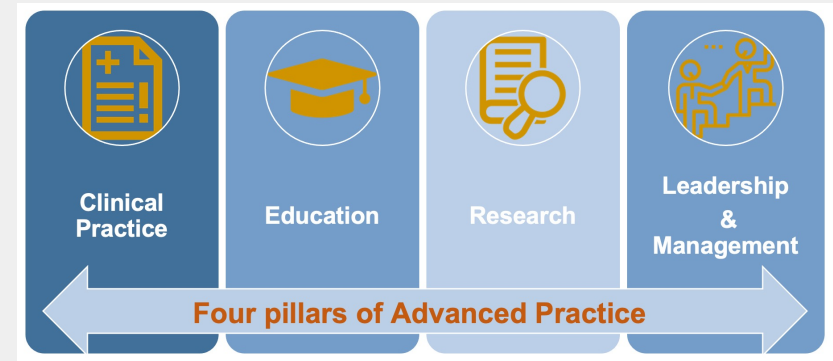 Clinical
Practice
Education
Research
Leadership
&
Management
Four pillars of Advanced Practice